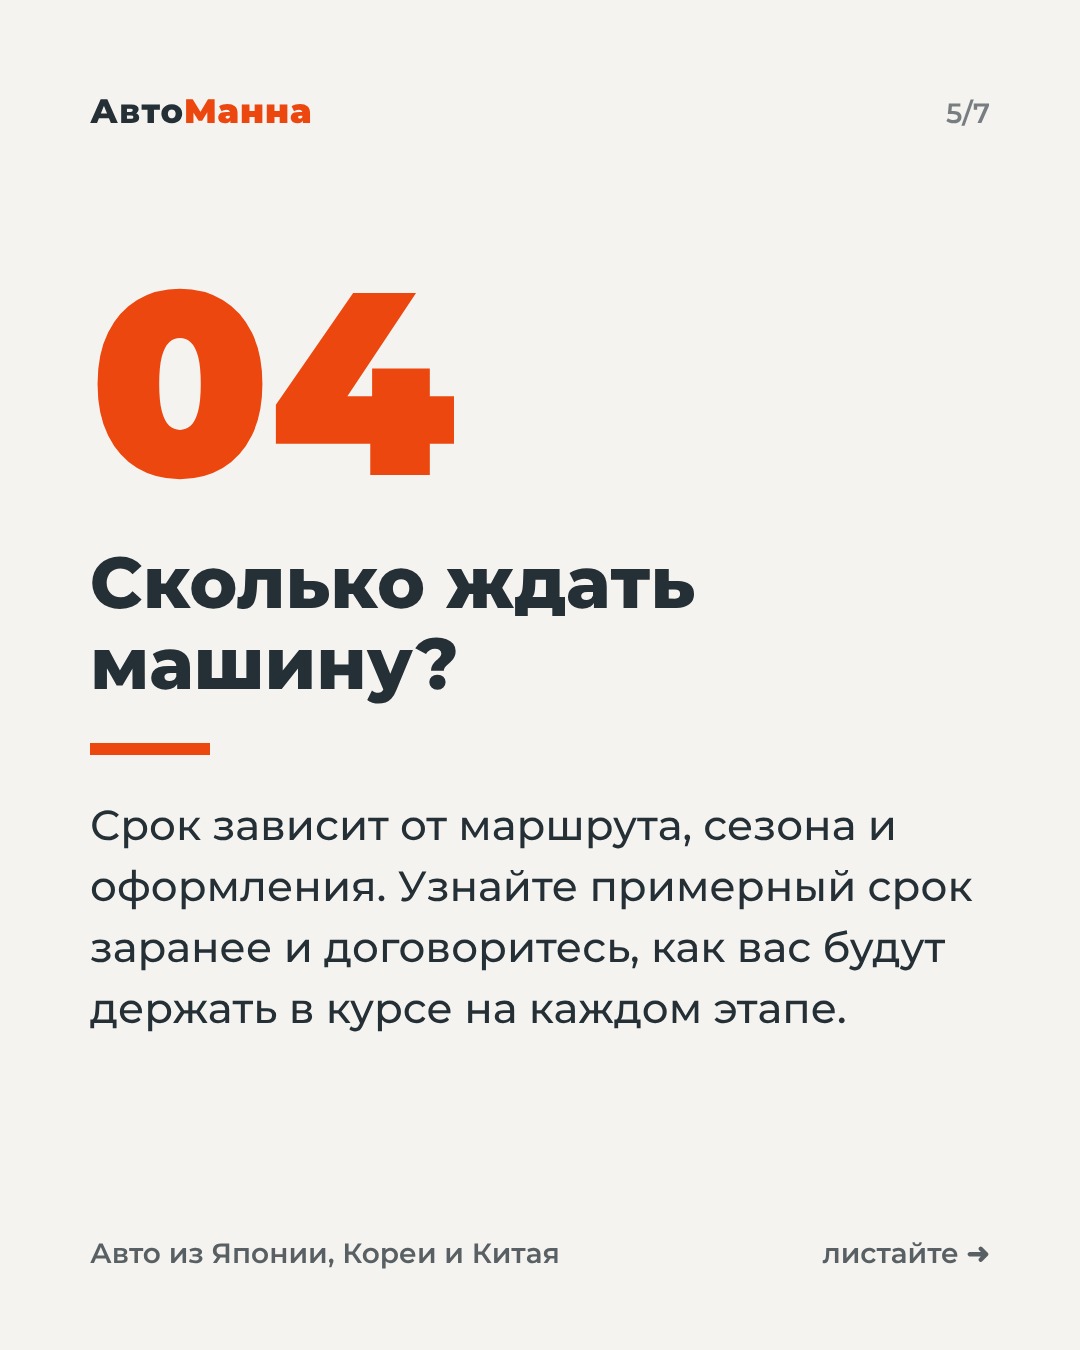 АвтоМанна
5/7
04
Сколько ждать
машину?
Срок зависит от маршрута, сезона и
оформления. Узнайте примерный срок
заранее и договоритесь, как вас будут
держать в курсе на каждом этапе.
Авто из Японии, Кореи и Китая
листайте ➜